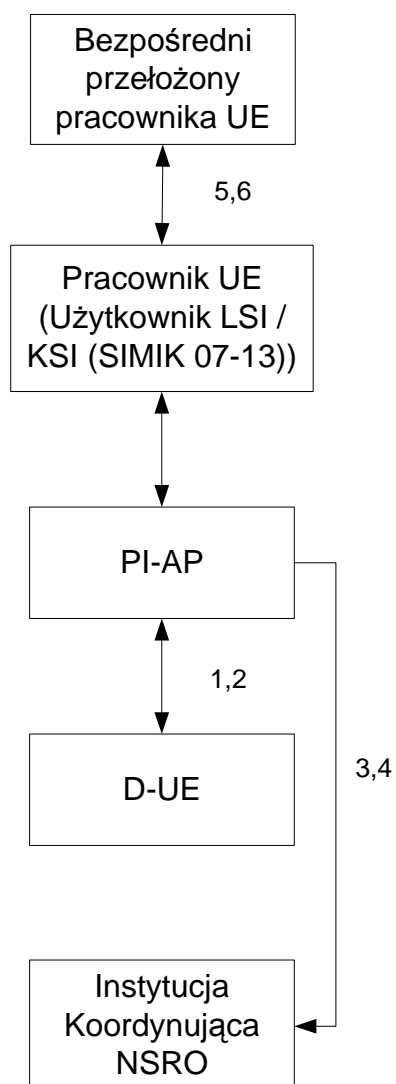 Bezpośredni
przełożony
pracownika UE
5,6
Pracownik UE
(Użytkownik LSI /
KSI (SIMIK 07-13))
PI-AP
1,2
D-UE
3,4
Instytucja
Koordynująca
NSRO